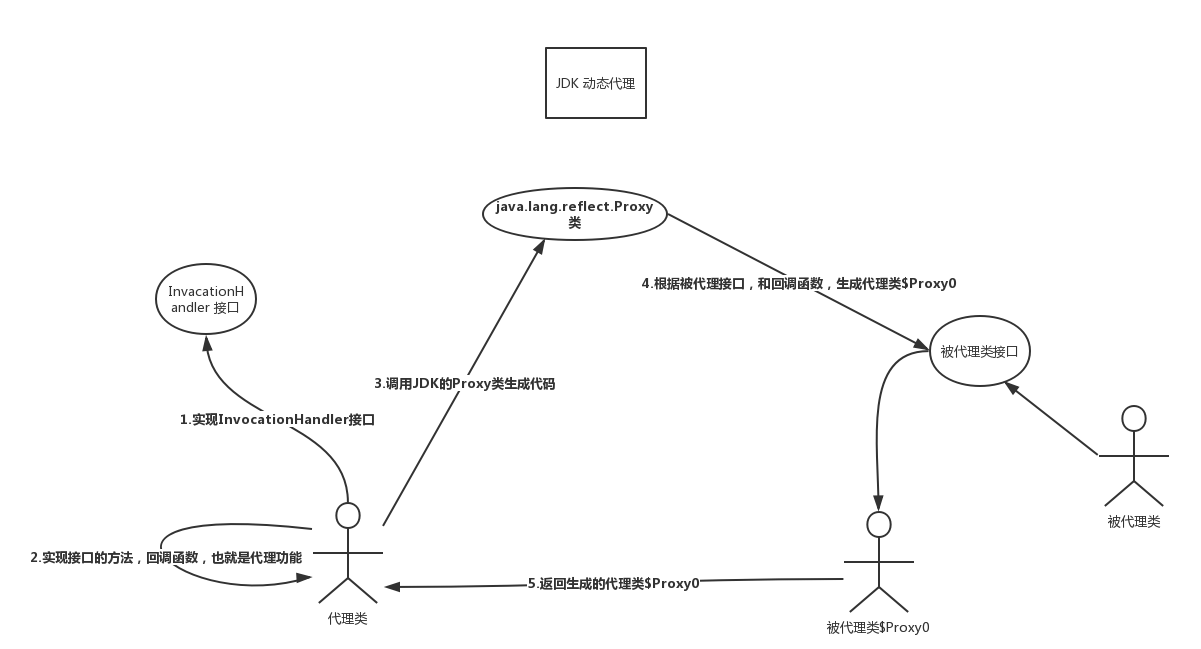 JDK 动态代理
java.lang.reflect.Proxy
类
4.根据被代理接口，和回调函数，生成代理类$Proxy0
InvacationH
andler 接口
被代理类接口
3.调用JDK的Proxy类生成代码
1.实现InvocationHandler接口
被代理类
2.实现接口的方法，回调函数，也就是代理功能
5.返回生成的代理类$Proxy0
代理类
被代理类$Proxy0